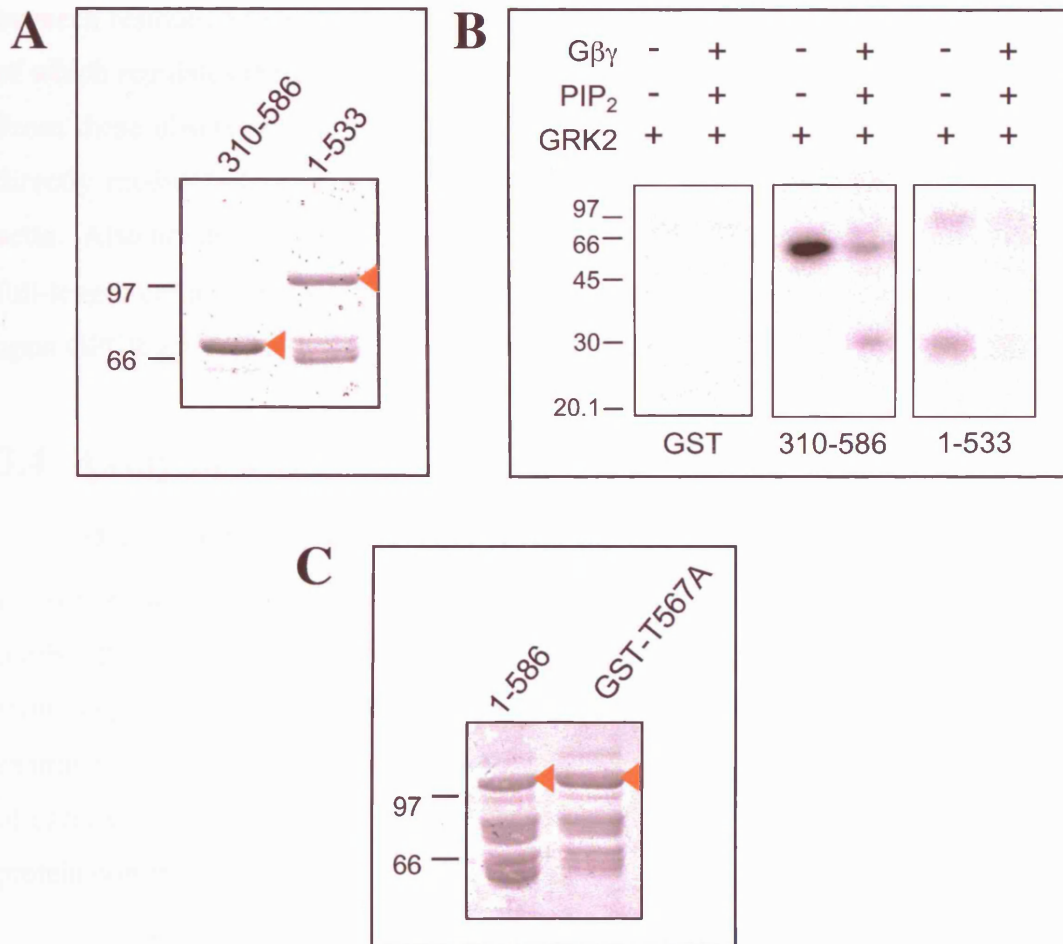 A
310-586
1-533
97
66
B
Gβγ - + - + - +
PIP2 - + - + - +
GRK2 + + + + + +
97
66
45
30
20.1
GST 310-586 1-533
C
1-586
GST-T567A
97
66